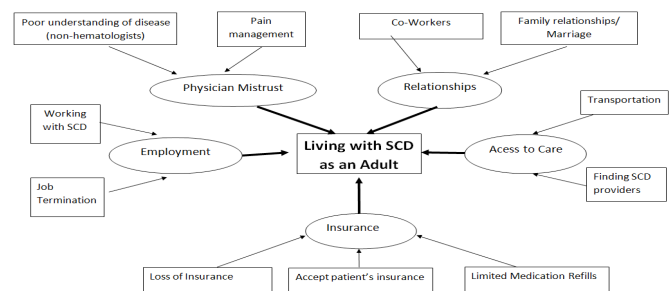 Poor understanding of disease
(non-hematologists)
Pain
management
Co-Workers
Family relationships/
Marriage
Physician Mistrust
Relationships
Transportation
Working
with SCD
Employment
Living with SCD
as an Adult
Acess to Care
Job
Termination
Finding SCD
providers
Insurance
Loss of Insurance
Accept patient's insurance
Limited Medication Refills